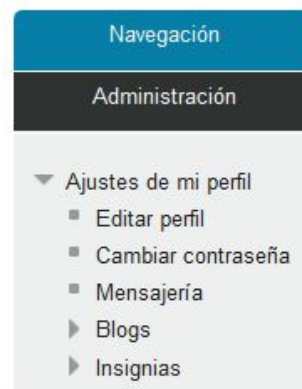 Navegación
Administración
Ajustes de mi perfil
Editar perfil
Cambiar contraseña
Mensajería
Blogs
Insignias